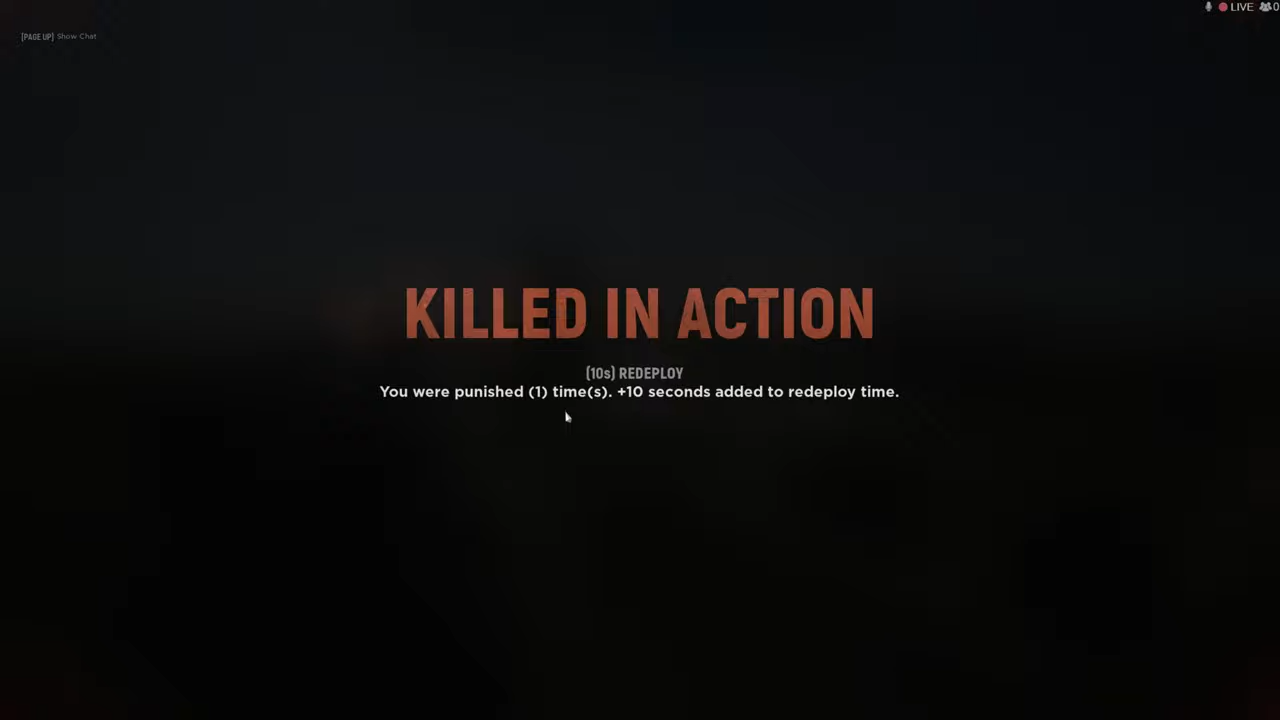 LIVE 0
[PAGE UP] Show Chat
KILLED IN ACTION
(10s) REDEPLOY
You were punished (1) time(s). +10 seconds added to redeploy time.